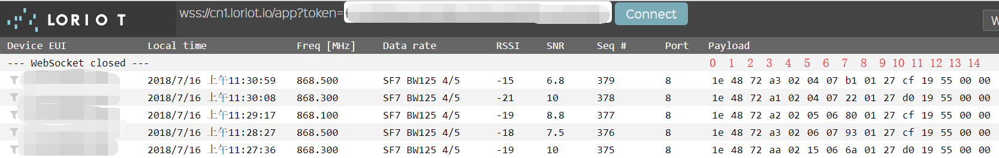 LORIOT wss://cn1.loriot.io/app?token= Connect W
Device EUI Local time Freq [MHz] Data rate RSSI SNR Seq # Port Payload
--- WebSocket closed --- 0 1 2 3 4 5 6 7 8 9 10 11 12 13 14
2018/7/16 上午11:30:59 868.500 SF7 BW125 4/5 -15 6.8 379 8 1e 48 72 a3 02 04 07 b1 01 27 cf 19 55 00 00
2018/7/16 上午11:30:08 868.300 SF7 BW125 4/5 -21 10 378 8 1e 48 72 a1 02 04 07 22 01 27 d0 19 55 00 00
2018/7/16 上午11:29:17 868.100 SF7 BW125 4/5 -19 8.8 377 8 1e 48 72 a2 02 05 06 80 01 27 cf 19 55 00 00
2018/7/16 上午11:28:27 868.500 SF7 BW125 4/5 -18 7.5 376 8 1e 48 72 a3 02 06 07 93 01 27 cf 19 55 00 00
2018/7/16 上午11:27:36 868.300 SF7 BW125 4/5 -19 10 375 8 1e 48 72 aa 02 15 06 6a 01 27 d0 19 55 00 00